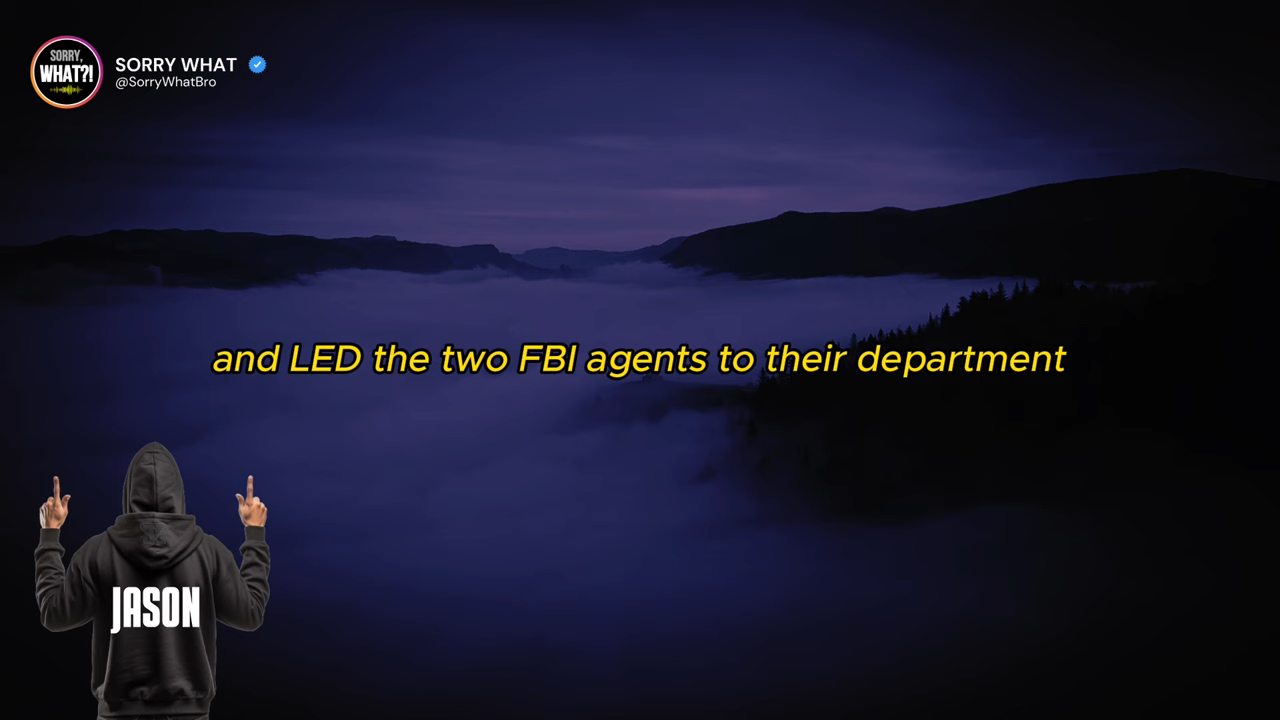 SORRY,
WHAT?!
SORRY WHAT
@SorryWhatBro
and LED the two FBI agents to their department
JASON